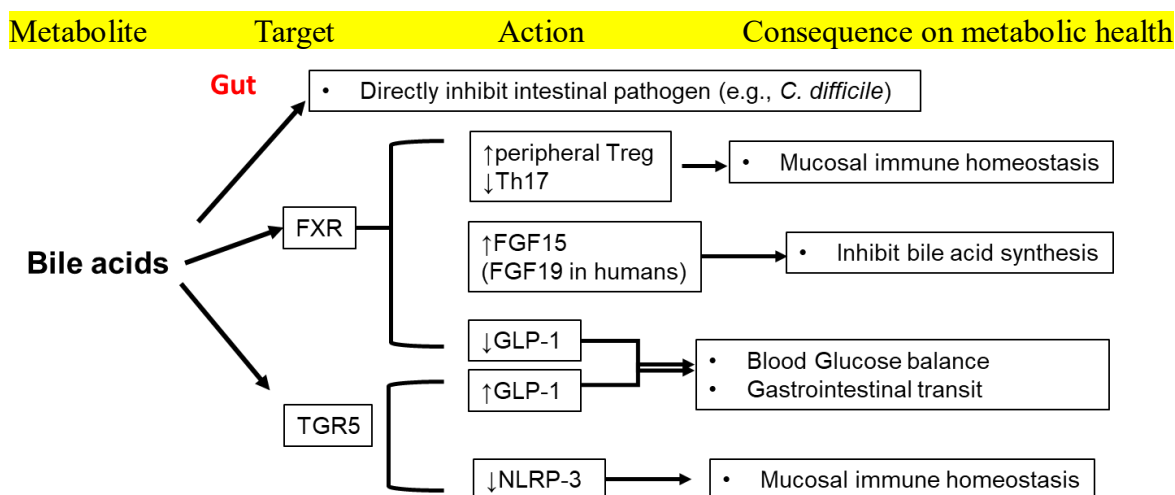 Metabolite Target Action Consequence on metabolic health
Gut
• Directly inhibit intestinal pathogen (e.g., C. difficile)
↑peripheral Treg
↓Th17
• Mucosal immune homeostasis
FXR
Bile acids
↑FGF15
(FGF19 in humans)
• Inhibit bile acid synthesis
↓GLP-1
↑GLP-1
• Blood Glucose balance
• Gastrointestinal transit
TGR5
↓NLRP-3
• Mucosal immune homeostasis